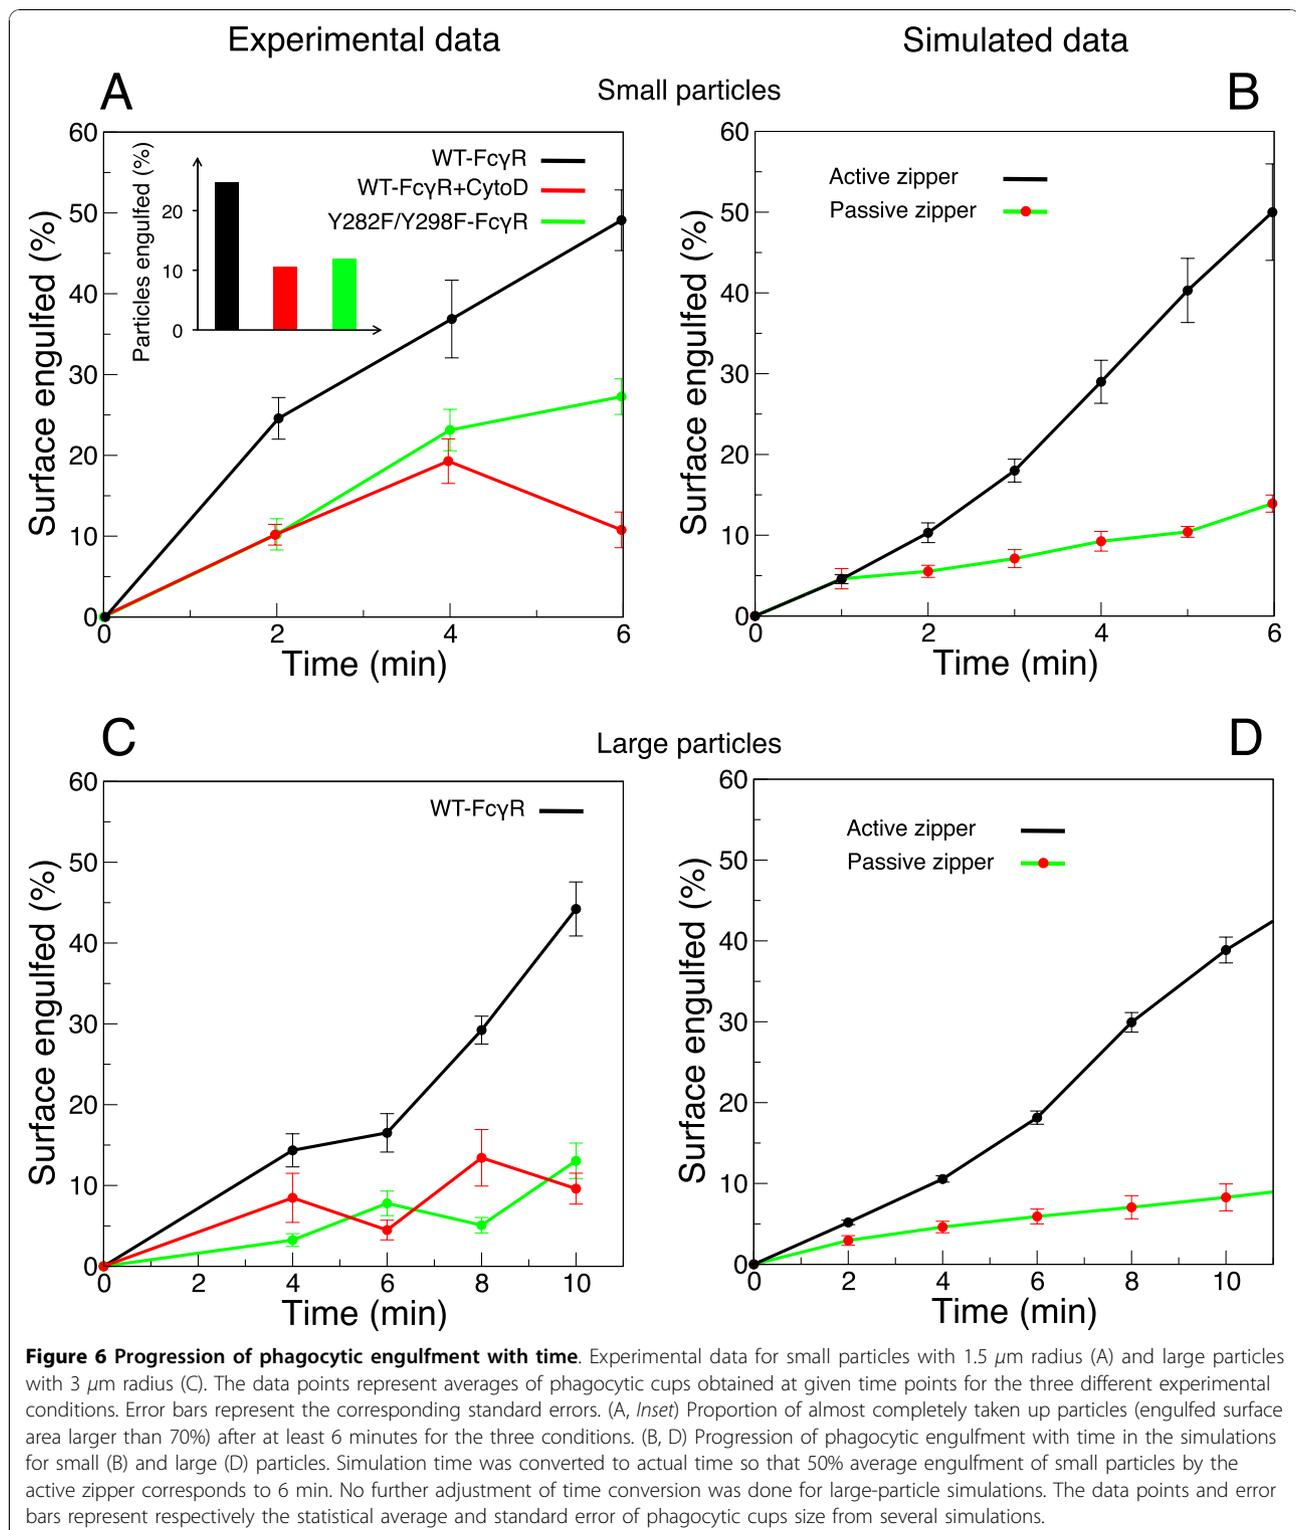 Experimental data
Simulated data
Small particles
A
60
50
40
30
20
10
0
0
2
4
6
Surface engulfed (%)
Time (min)
Particles engulfed (%)
20
10
0
WT-FcγR
WT-FcγR+CytoD
Y282F/Y298F-FcγR
B
60
50
40
30
20
10
0
0
2
4
6
Surface engulfed (%)
Time (min)
Active zipper
Passive zipper
Large particles
C
60
50
40
30
20
10
0
0
2
4
6
8
10
Surface engulfed (%)
Time (min)
WT-FcγR
D
60
50
40
30
20
10
0
0
2
4
6
8
10
Surface engulfed (%)
Time (min)
Active zipper
Passive zipper
Figure 6 Progression of phagocytic engulfment with time. Experimental data for small particles with 1.5 μm radius (A) and large particles
with 3 μm radius (C). The data points represent averages of phagocytic cups obtained at given time points for the three different experimental
conditions. Error bars represent the corresponding standard errors. (A, Inset) Proportion of almost completely taken up particles (engulfed surface
area larger than 70%) after at least 6 minutes for the three conditions. (B, D) Progression of phagocytic engulfment with time in the simulations
for small (B) and large (D) particles. Simulation time was converted to actual time so that 50% average engulfment of small particles by the
active zipper corresponds to 6 min. No further adjustment of time conversion was done for large-particle simulations. The data points and error
bars represent respectively the statistical average and standard error of phagocytic cups size from several simulations.